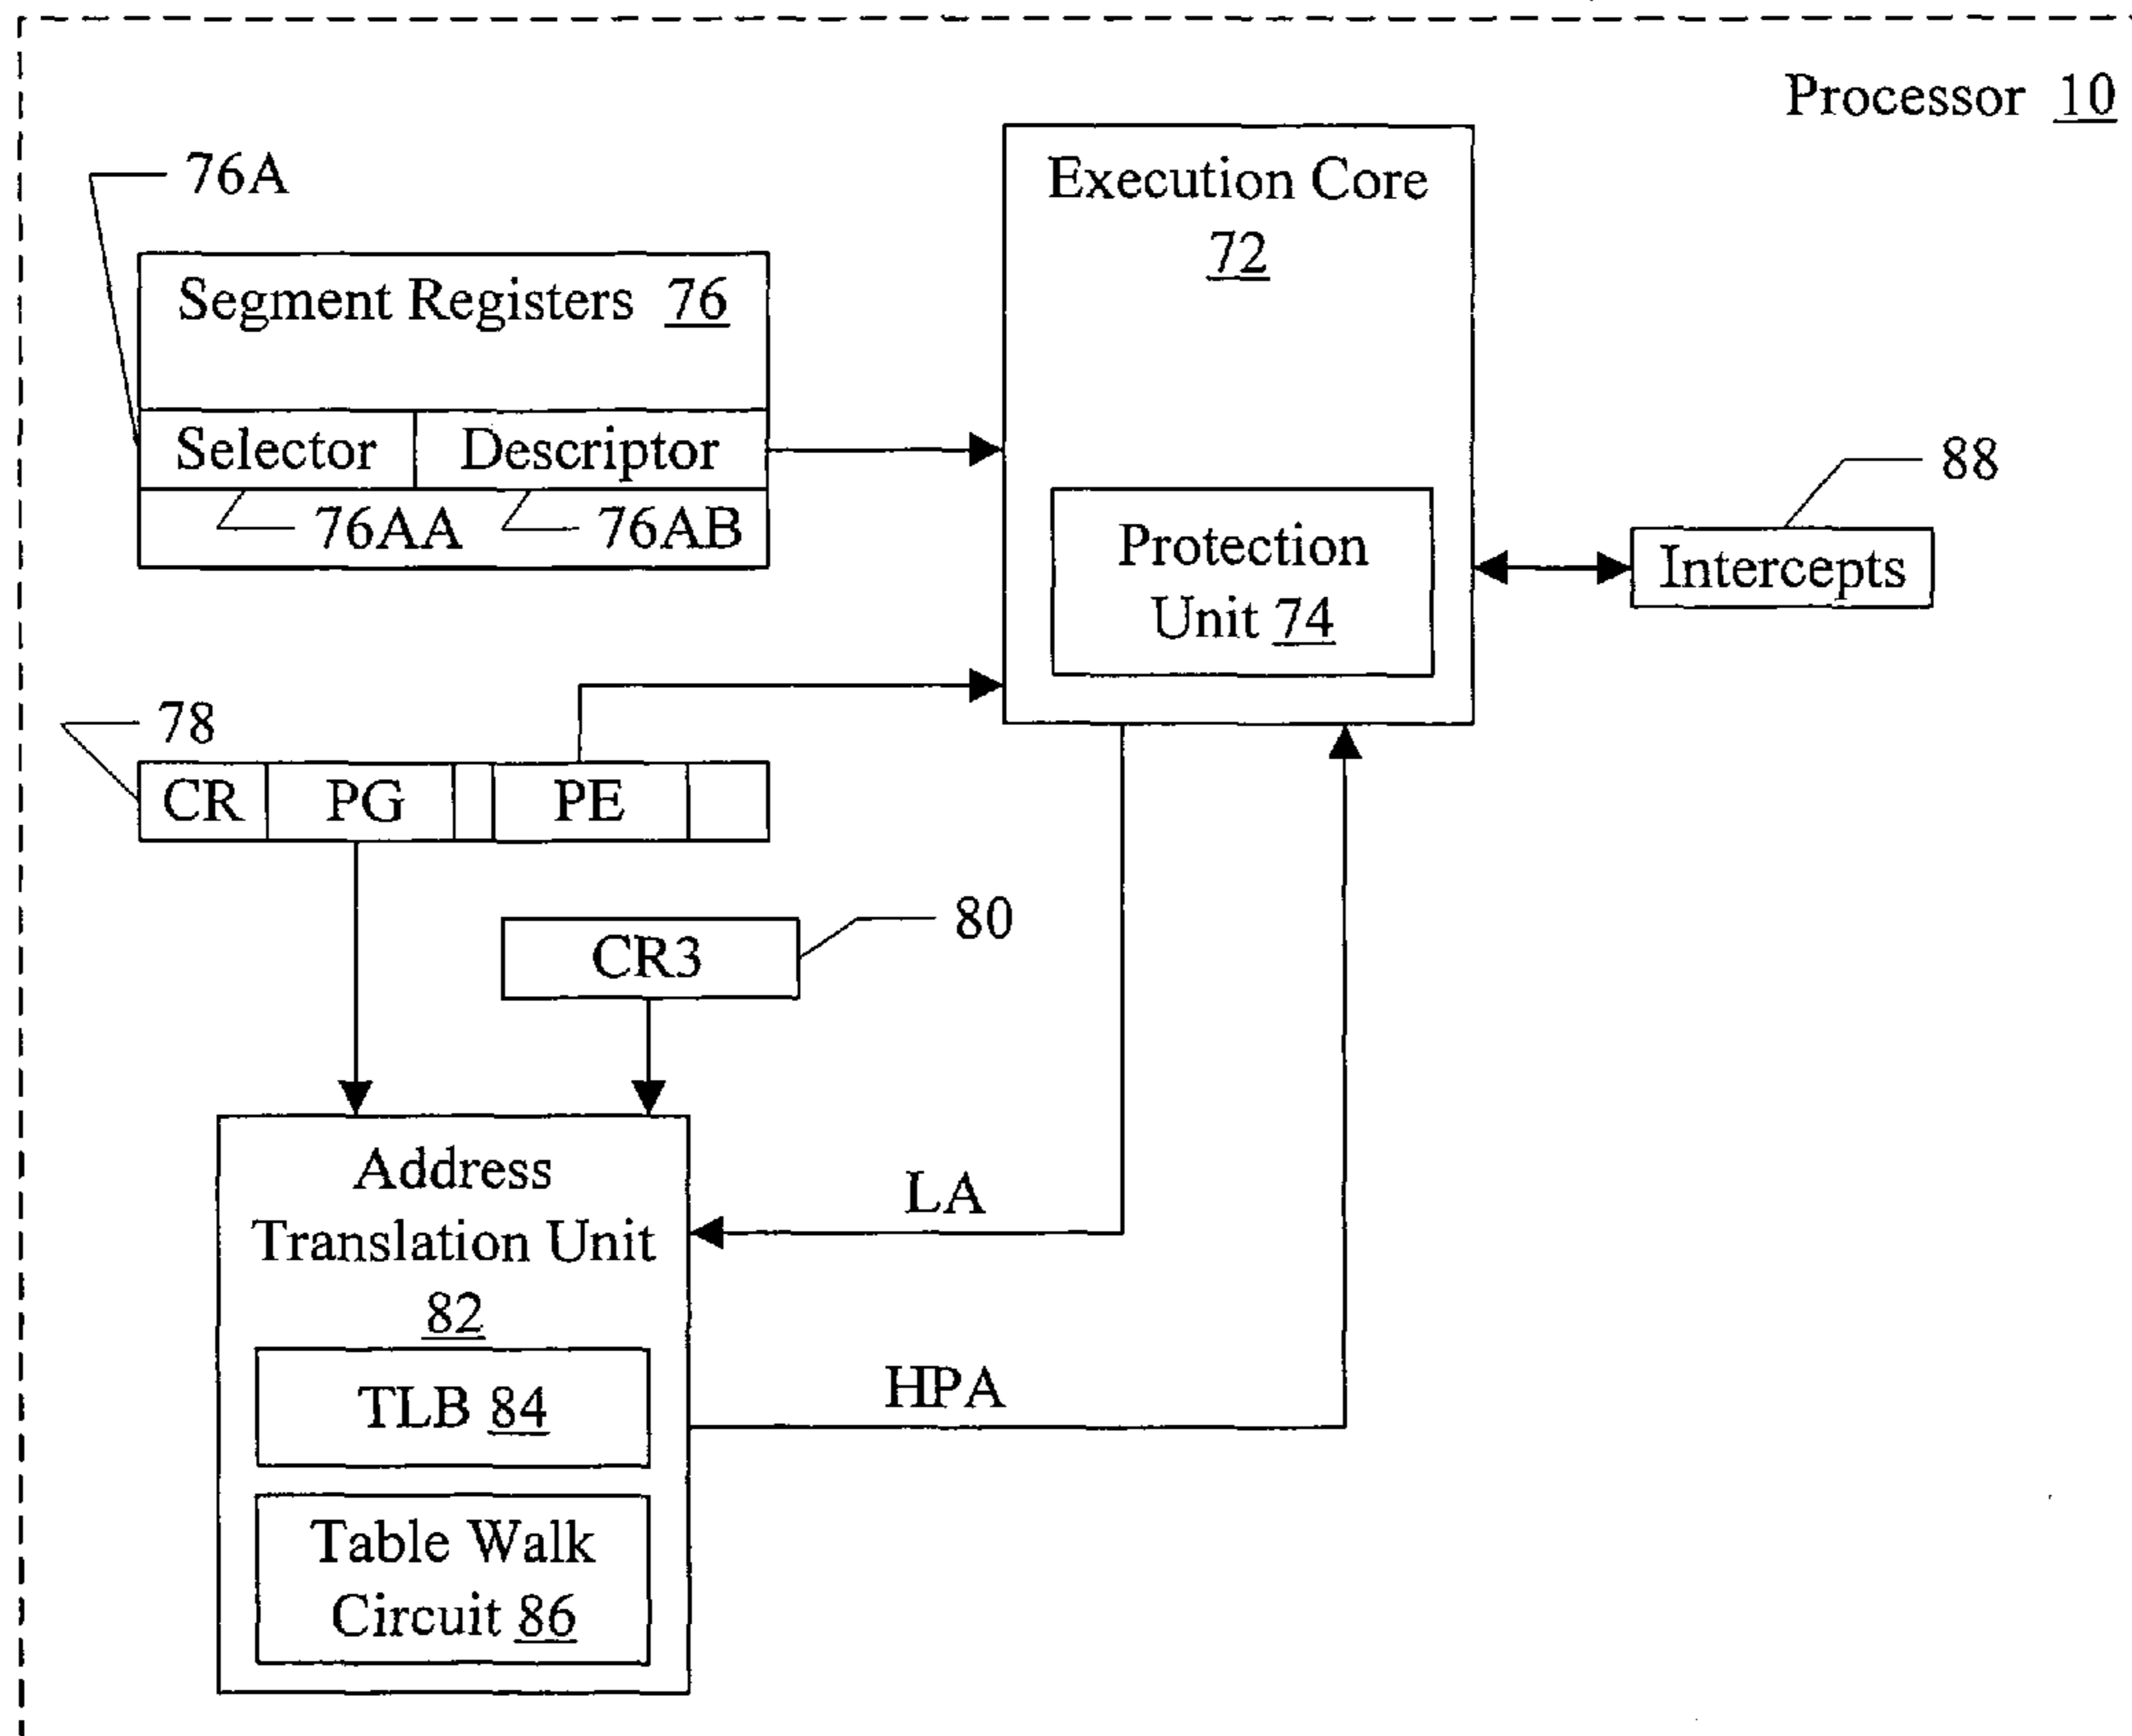 Processor 10
76A
Execution Core
72
Segment Registers 76
Selector
Descriptor
76AA
76AB
Protection
Unit 74
88
Intercepts
78
CR
PG
PE
80
CR3
Address
Translation Unit
82
LA
TLB 84
HPA
Table Walk
Circuit 86